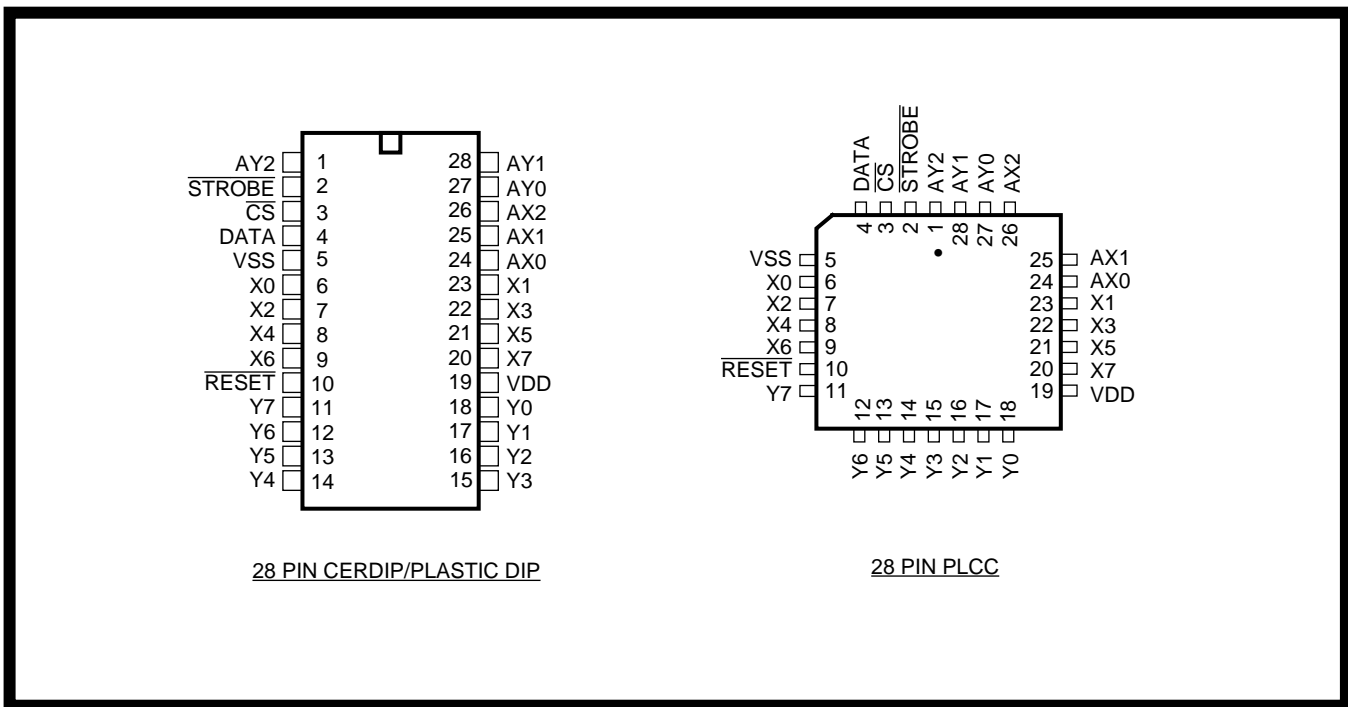 AY2 1 28 AY1
STROBE 2 27 AY0
CS 3 26 AX2
DATA 4 25 AX1
VSS 5 24 AX0
X0 6 23 X1
X2 7 22 X3
X4 8 21 X5
X6 9 20 X7
RESET 10 19 VDD
Y7 11 18 Y0
Y6 12 17 Y1
Y5 13 16 Y2
Y4 14 15 Y3
28 PIN CERDIP/PLASTIC DIP
DATA CS STROBE AY2 AY1 AY0 AX2
4 3 2 1 28 27 26
VSS 5 25 AX1
X0 6 24 AX0
X2 7 23 X1
X4 8 22 X3
X6 9 21 X5
RESET 10 20 X7
Y7 11 19 VDD
12 13 14 15 16 17 18
Y6 Y5 Y4 Y3 Y2 Y1 Y0
28 PIN PLCC